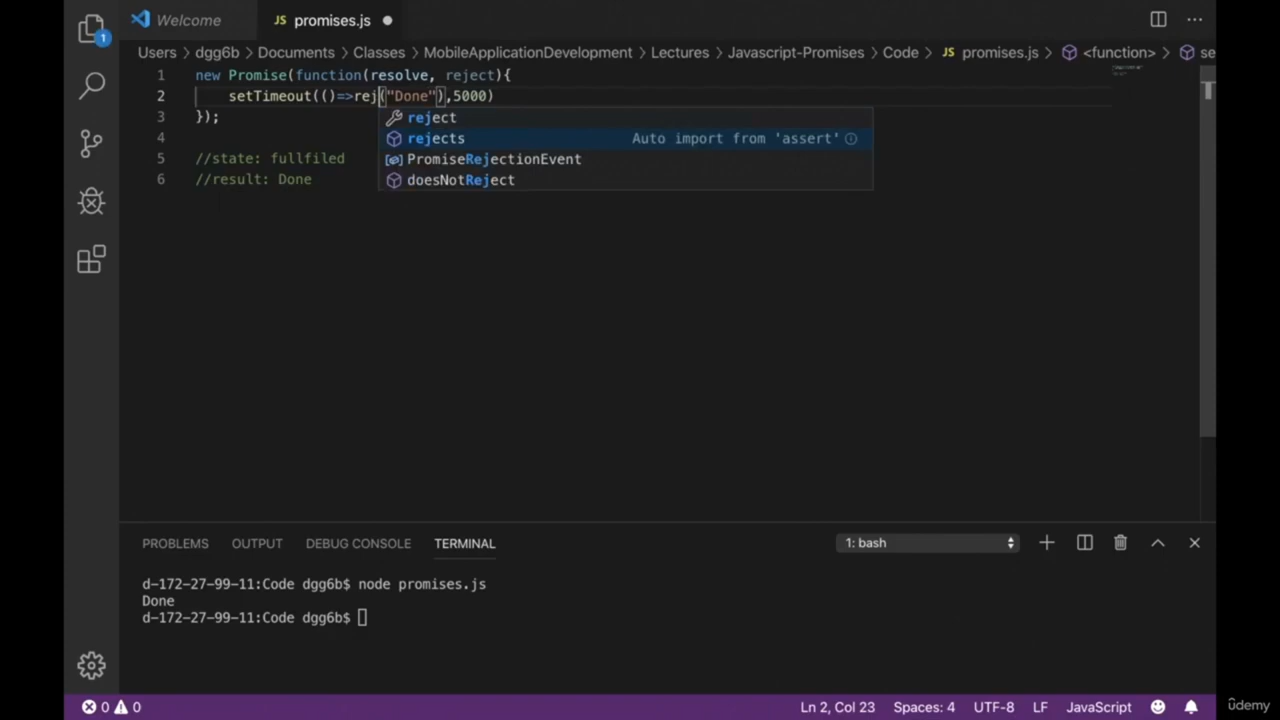 Welcome
JS promises.js
1
Users > dgg6b > Documents > Classes > MobileApplicationDevelopment > Lectures > Javascript-Promises > Code > JS promises.js > <function> > se
1 new Promise(function(resolve, reject){
2 setTimeout(()=>rej("Done"),5000)
3 });
4
5 //state: fullfiled
6 //result: Done
reject
rejects Auto import from 'assert'
PromiseRejectionEvent
doesNotReject
PROBLEMS OUTPUT DEBUG CONSOLE TERMINAL 1: bash
d-172-27-99-11:Code dgg6b$ node promises.js
Done
d-172-27-99-11:Code dgg6b$
0 0 Ln 2, Col 23 Spaces: 4 UTF-8 LF JavaScript
ûdemy